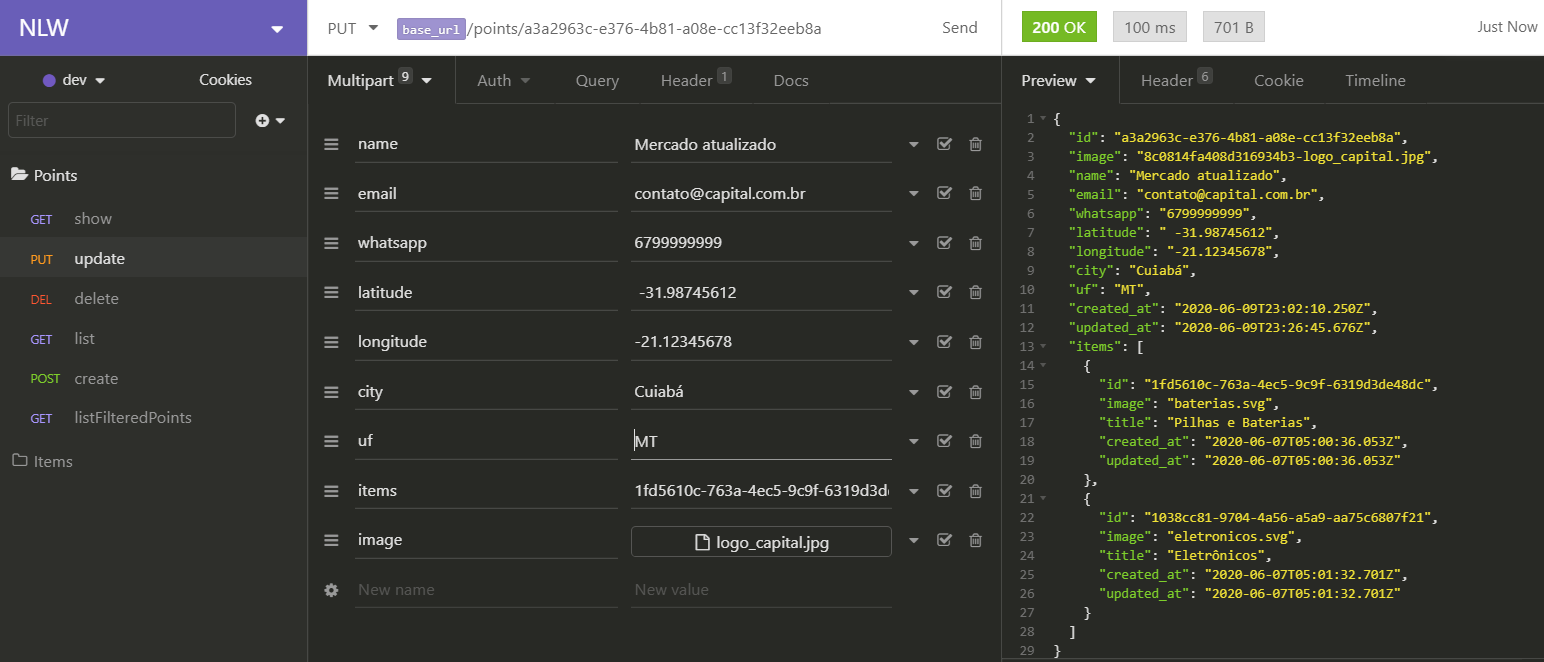 NLW
dev
Cookies
Filter
Points
GET show
PUT update
DEL delete
GET list
POST create
GET listFilteredPoints
Items
PUT base_url/points/a3a2963c-e376-4b81-a08e-cc13f32eeb8a Send
Multipart 9 Auth Query Header 1 Docs
name Mercado atualizado
email contato@capital.com.br
whatsapp 6799999999
latitude -31.98745612
longitude -21.12345678
city Cuiabá
uf MT
items 1fd5610c-763a-4ec5-9c9f-6319d3d
image logo_capital.jpg
New name New value
200 OK 100 ms 701 B Just Now
Preview Header 6 Cookie Timeline
1 {
2 "id": "a3a2963c-e376-4b81-a08e-cc13f32eeb8a",
3 "image": "8c0814fa408d316934b3-logo_capital.jpg",
4 "name": "Mercado atualizado",
5 "email": "contato@capital.com.br",
6 "whatsapp": "6799999999",
7 "latitude": " -31.98745612",
8 "longitude": "-21.12345678",
9 "city": "Cuiabá",
10 "uf": "MT",
11 "created_at": "2020-06-09T23:02:10.250Z",
12 "updated_at": "2020-06-09T23:26:45.676Z",
13 "items": [
14 {
15 "id": "1fd5610c-763a-4ec5-9c9f-6319d3de48dc",
16 "image": "baterias.svg",
17 "title": "Pilhas e Baterias",
18 "created_at": "2020-06-07T05:00:36.053Z",
19 "updated_at": "2020-06-07T05:00:36.053Z"
20 },
21 {
22 "id": "1038cc81-9704-4a56-a5a9-aa75c6807f21",
23 "image": "eletronicos.svg",
24 "title": "Eletrônicos",
25 "created_at": "2020-06-07T05:01:32.701Z",
26 "updated_at": "2020-06-07T05:01:32.701Z"
27 }
28 ]
29 }